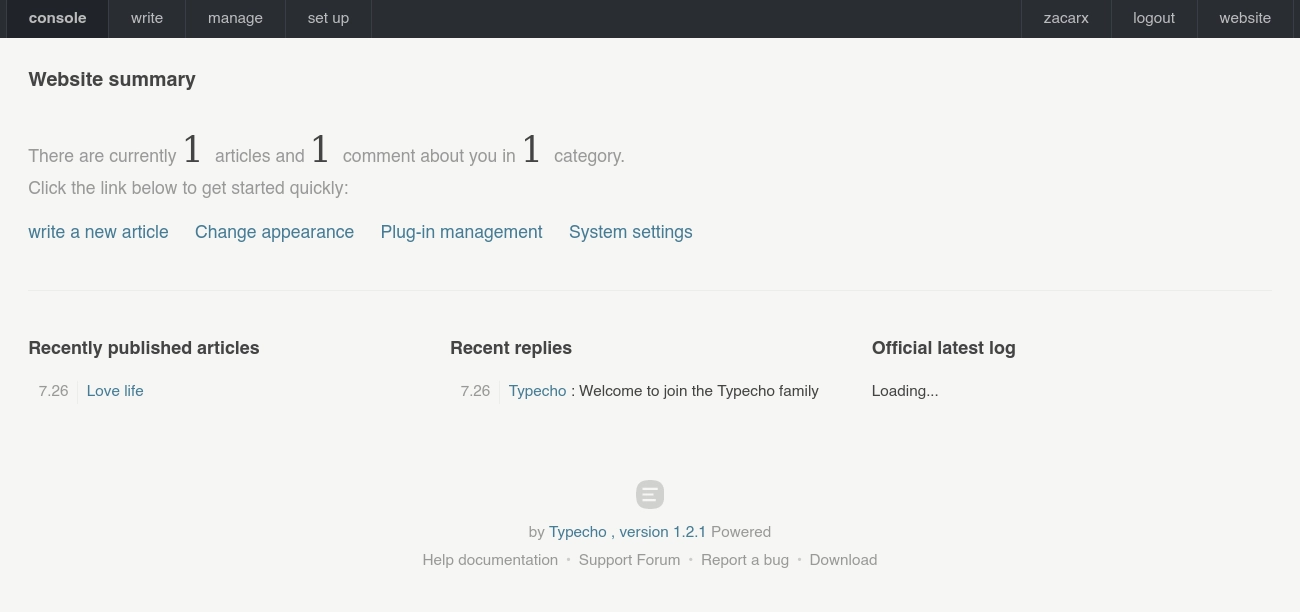 console write manage set up zacarx logout website
Website summary
There are currently 1 articles and 1 comment about you in 1 category.
Click the link below to get started quickly:
write a new article Change appearance Plug-in management System settings
Recently published articles Recent replies Official latest log
7.26 Love life 7.26 Typecho : Welcome to join the Typecho family Loading...
by Typecho , version 1.2.1 Powered
Help documentation • Support Forum • Report a bug • Download